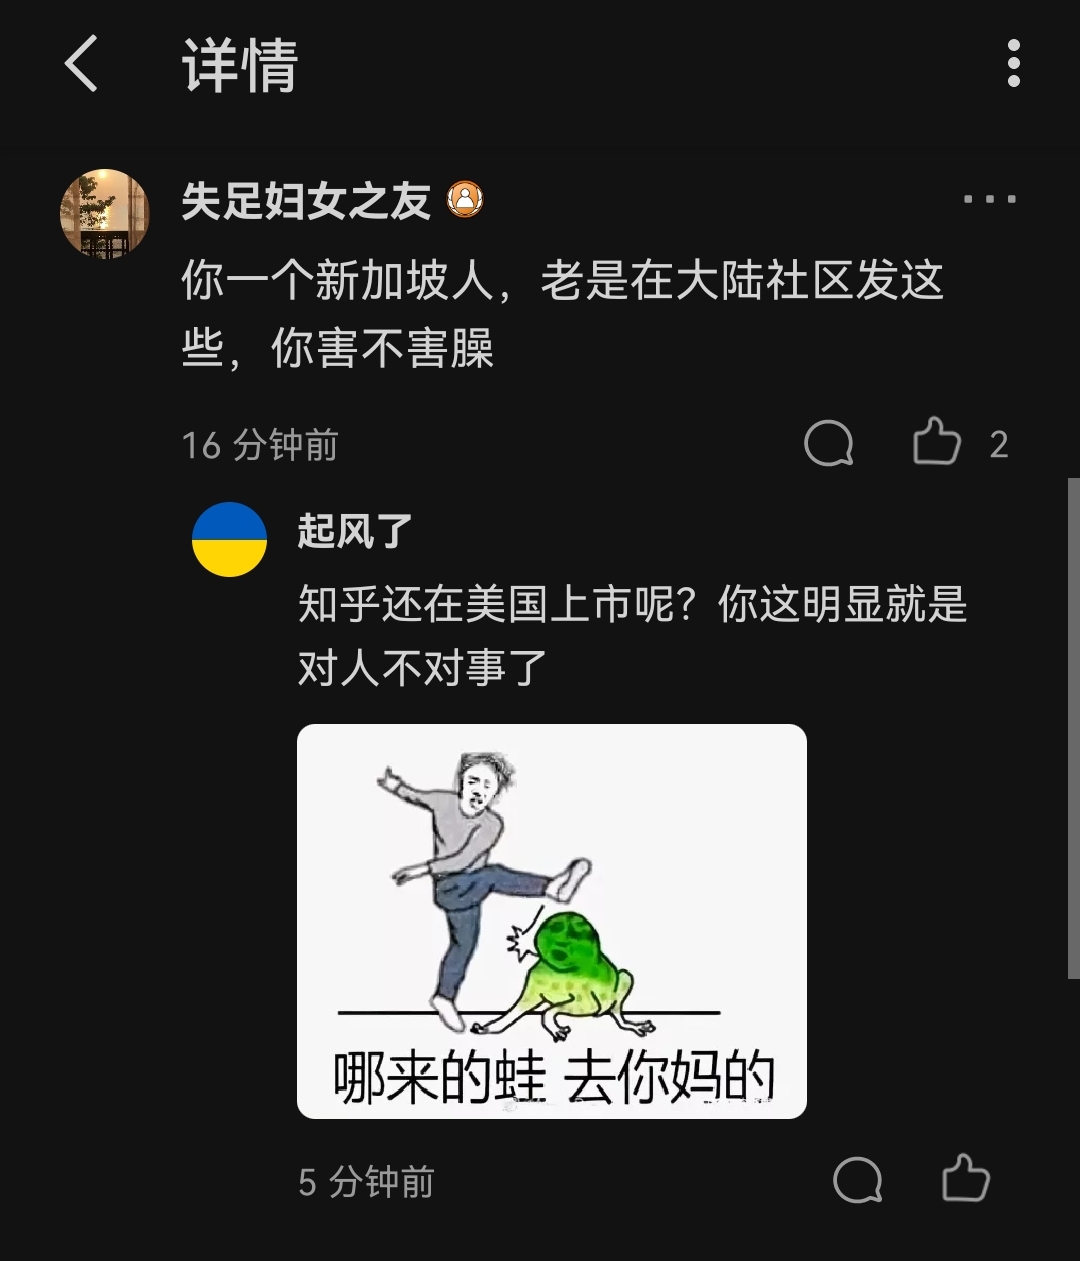 详情
失足妇女之友
你一个新加坡人，老是在大陆社区发这
些，你害不害臊
16 分钟前
2
起风了
知乎还在美国上市呢？你这明显就是
对人不对事了
哪来的蛙 去你妈的
5 分钟前